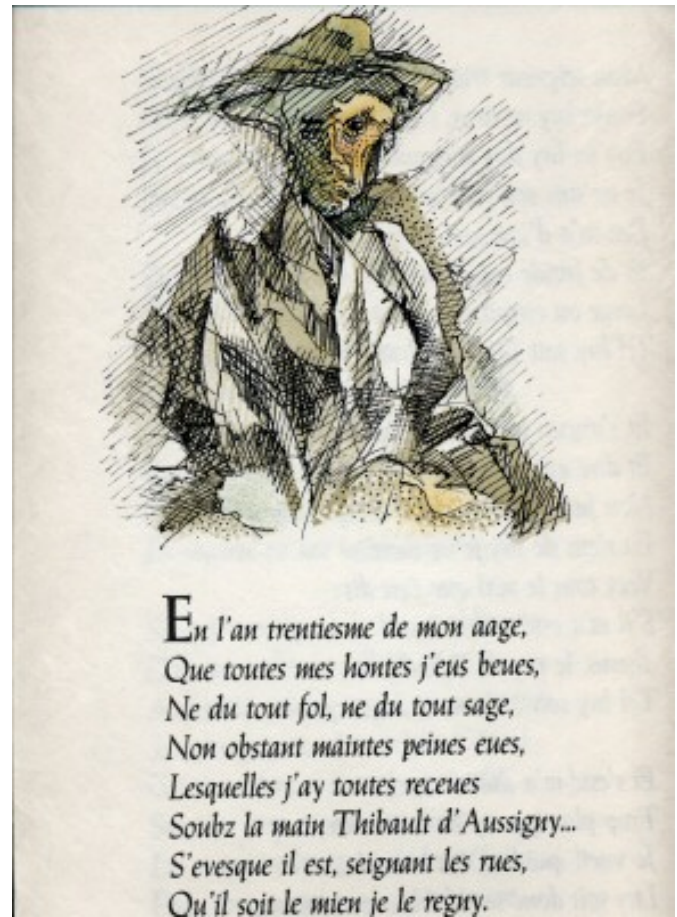 En l'an trentiesme de mon aage,
Que toutes mes hontes j'eus beues,
Ne du tout fol, ne du tout sage,
Non obstant maintes peines eues,
Lesquelles j'ay toutes receues
Soubz la main Thibault d'Aussigny...
S'evesque il est, seignant les rues,
Qu'il soit le mien je le regny.